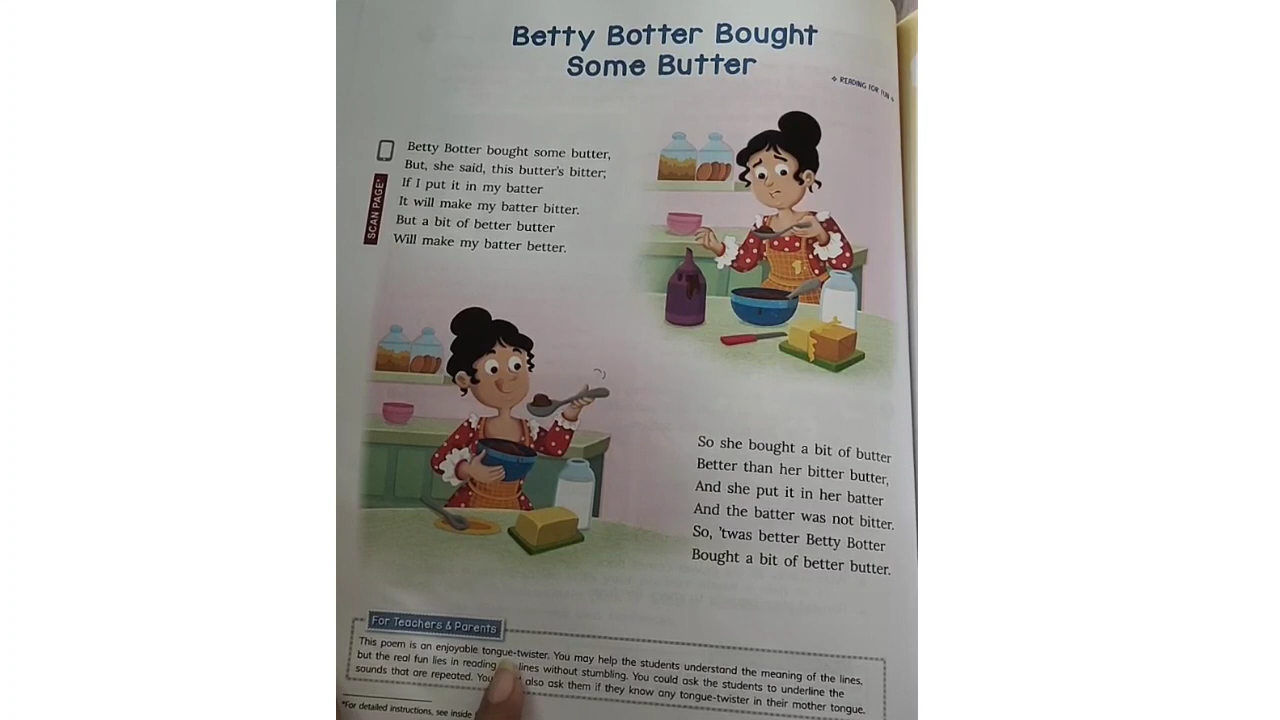 Betty Botter Bought
Some Butter
✧ READING FOR FUN ✧
Betty Botter bought some butter,
But, she said, this butter's bitter;
If I put it in my batter
It will make my batter bitter.
But a bit of better butter
Will make my batter better.
SCAN PAGE*
So she bought a bit of butter
Better than her bitter butter,
And she put it in her batter
And the batter was not bitter.
So, 'twas better Betty Botter
Bought a bit of better butter.
For Teachers & Parents
This poem is an enjoyable tongue-twister. You may help the students understand the meaning of the lines,
but the real fun lies in reading lines without stumbling. You could ask the students to underline the
sounds that are repeated. You also ask them if they know any tongue-twister in their mother tongue.
*For detailed instructions, see inside